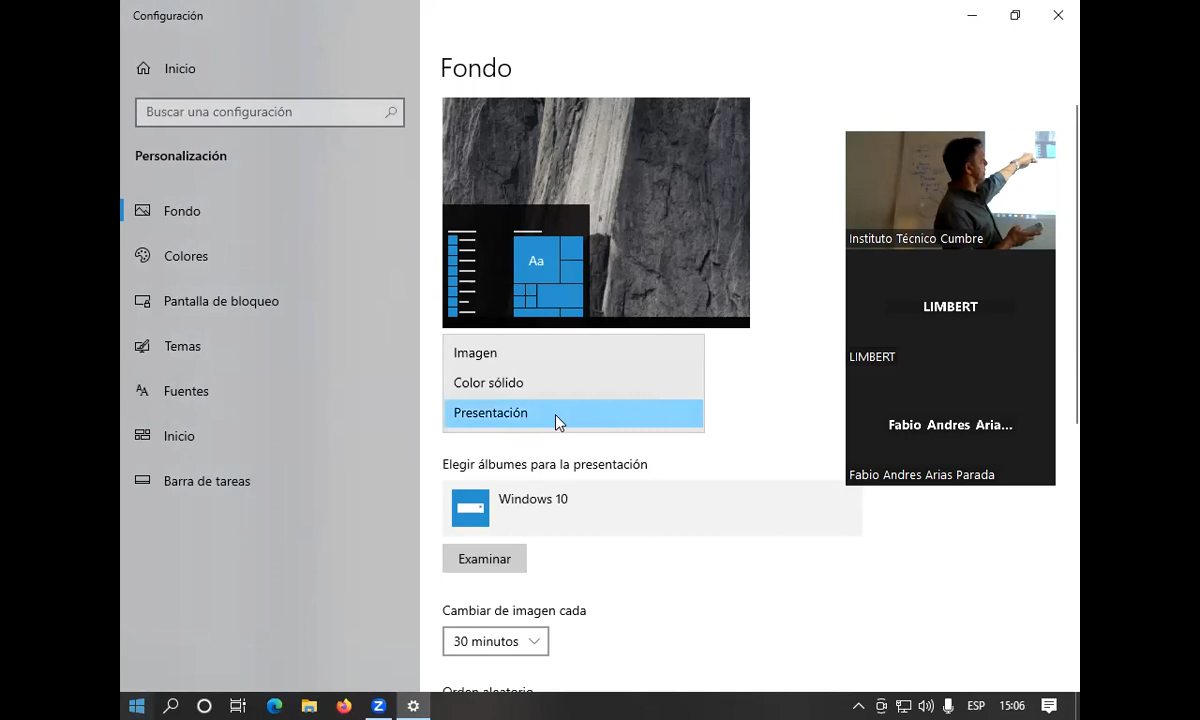 Configuración
Inicio
Buscar una configuración
Personalización
Fondo
Colores
Pantalla de bloqueo
Temas
Fuentes
Inicio
Barra de tareas
Fondo
Aa
Imagen
Color sólido
Presentación
Elegir álbumes para la presentación
Windows 10
Examinar
Cambiar de imagen cada
30 minutos
Orden aleatorio
Instituto Técnico Cumbre
LIMBERT
LIMBERT
Fabio Andres Aria...
Fabio Andres Arias Parada
ESP
15:06